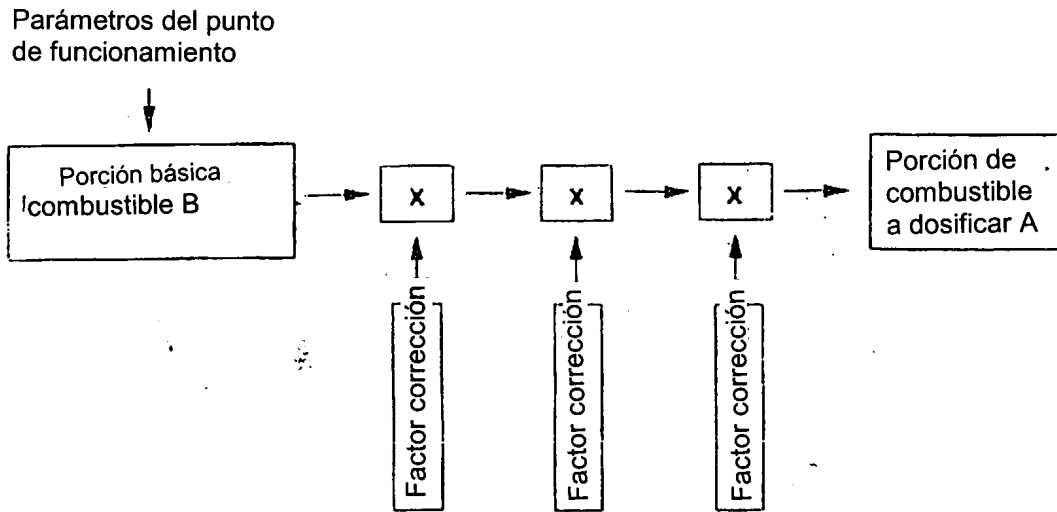 Parámetros del punto
de funcionamiento
Porción básica
combustible B
x
x
x
Porción de
combustible
a dosificar A
Factor corrección
Factor corrección
Factor corrección